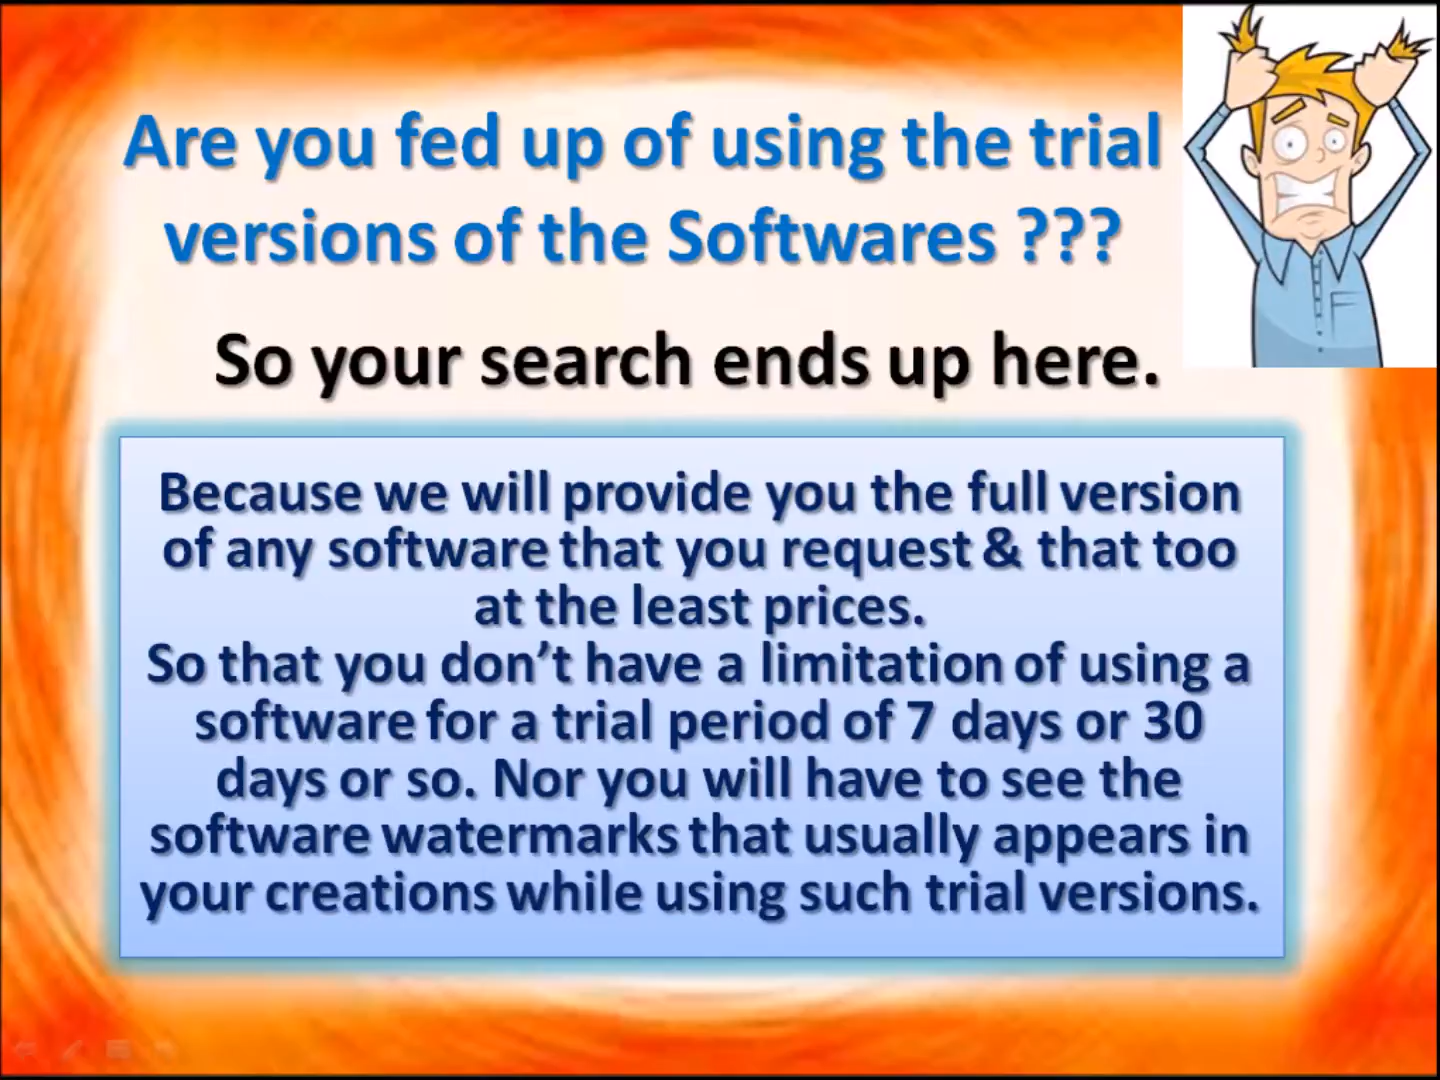 Are you fed up of using the trial
versions of the Softwares ???
So your search ends up here.
Because we will provide you the full version
of any software that you request & that too
at the least prices.
So that you don’t have a limitation of using a
software for a trial period of 7 days or 30
days or so. Nor you will have to see the
software watermarks that usually appears in
your creations while using such trial versions.